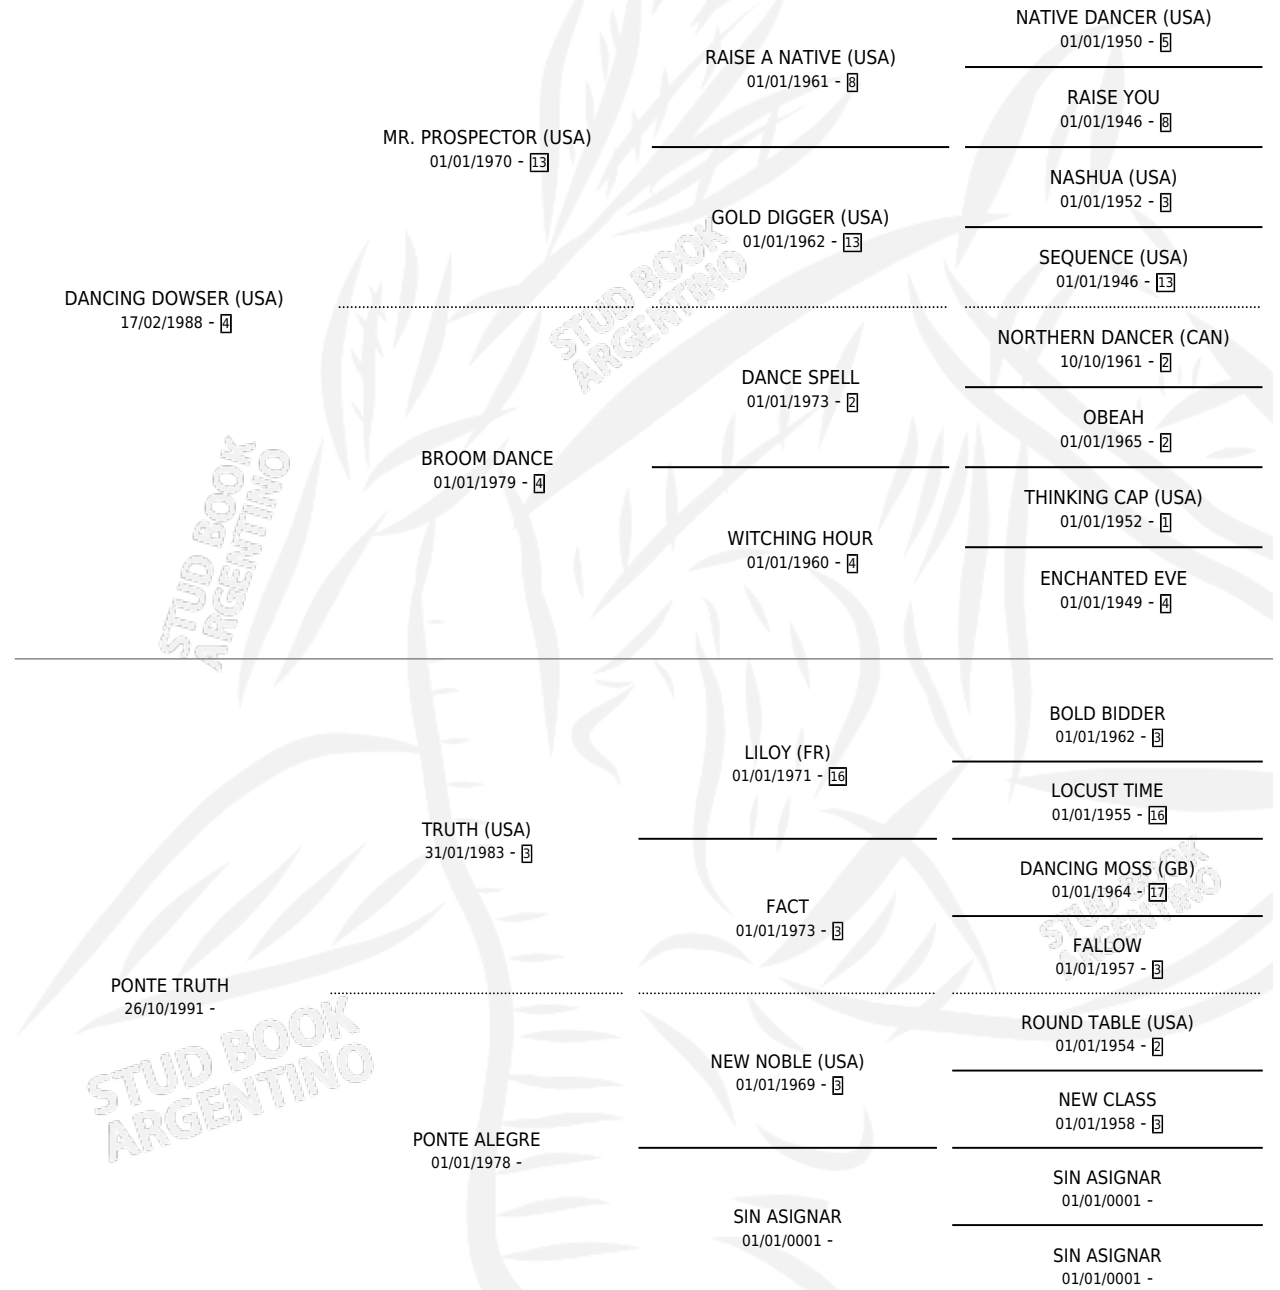 NATIVE DANCER (USA)
01/01/1950 - 5
RAISE A NATIVE (USA)
01/01/1961 - 8
RAISE YOU
01/01/1946 - 8
MR. PROSPECTOR (USA)
01/01/1970 - 13
NASHUA (USA)
01/01/1952 - 3
GOLD DIGGER (USA)
01/01/1962 - 13
SEQUENCE (USA)
01/01/1946 - 13
DANCING DOWSER (USA)
17/02/1988 - 4
NORTHERN DANCER (CAN)
10/10/1961 - 2
DANCE SPELL
01/01/1973 - 2
OBEAH
01/01/1965 - 2
BROOM DANCE
01/01/1979 - 4
THINKING CAP (USA)
01/01/1952 - 1
WITCHING HOUR
01/01/1960 - 4
ENCHANTED EVE
01/01/1949 - 4
BOLD BIDDER
01/01/1962 - 3
LILOY (FR)
01/01/1971 - 16
LOCUST TIME
01/01/1955 - 16
TRUTH (USA)
31/01/1983 - 3
DANCING MOSS (GB)
01/01/1964 - 17
FACT
01/01/1973 - 3
FALLOW
01/01/1957 - 3
PONTE TRUTH
26/10/1991 -
ROUND TABLE (USA)
01/01/1954 - 2
NEW NOBLE (USA)
01/01/1969 - 3
NEW CLASS
01/01/1958 - 3
PONTE ALEGRE
01/01/1978 -
SIN ASIGNAR
01/01/0001 -
SIN ASIGNAR
01/01/0001 -
SIN ASIGNAR
01/01/0001 -
STUD BOOK
ARGENTINO
STUD BOOK
ARGENTINO
STUD BOOK
ARGENTINO
STUD BOOK
ARGENTINO